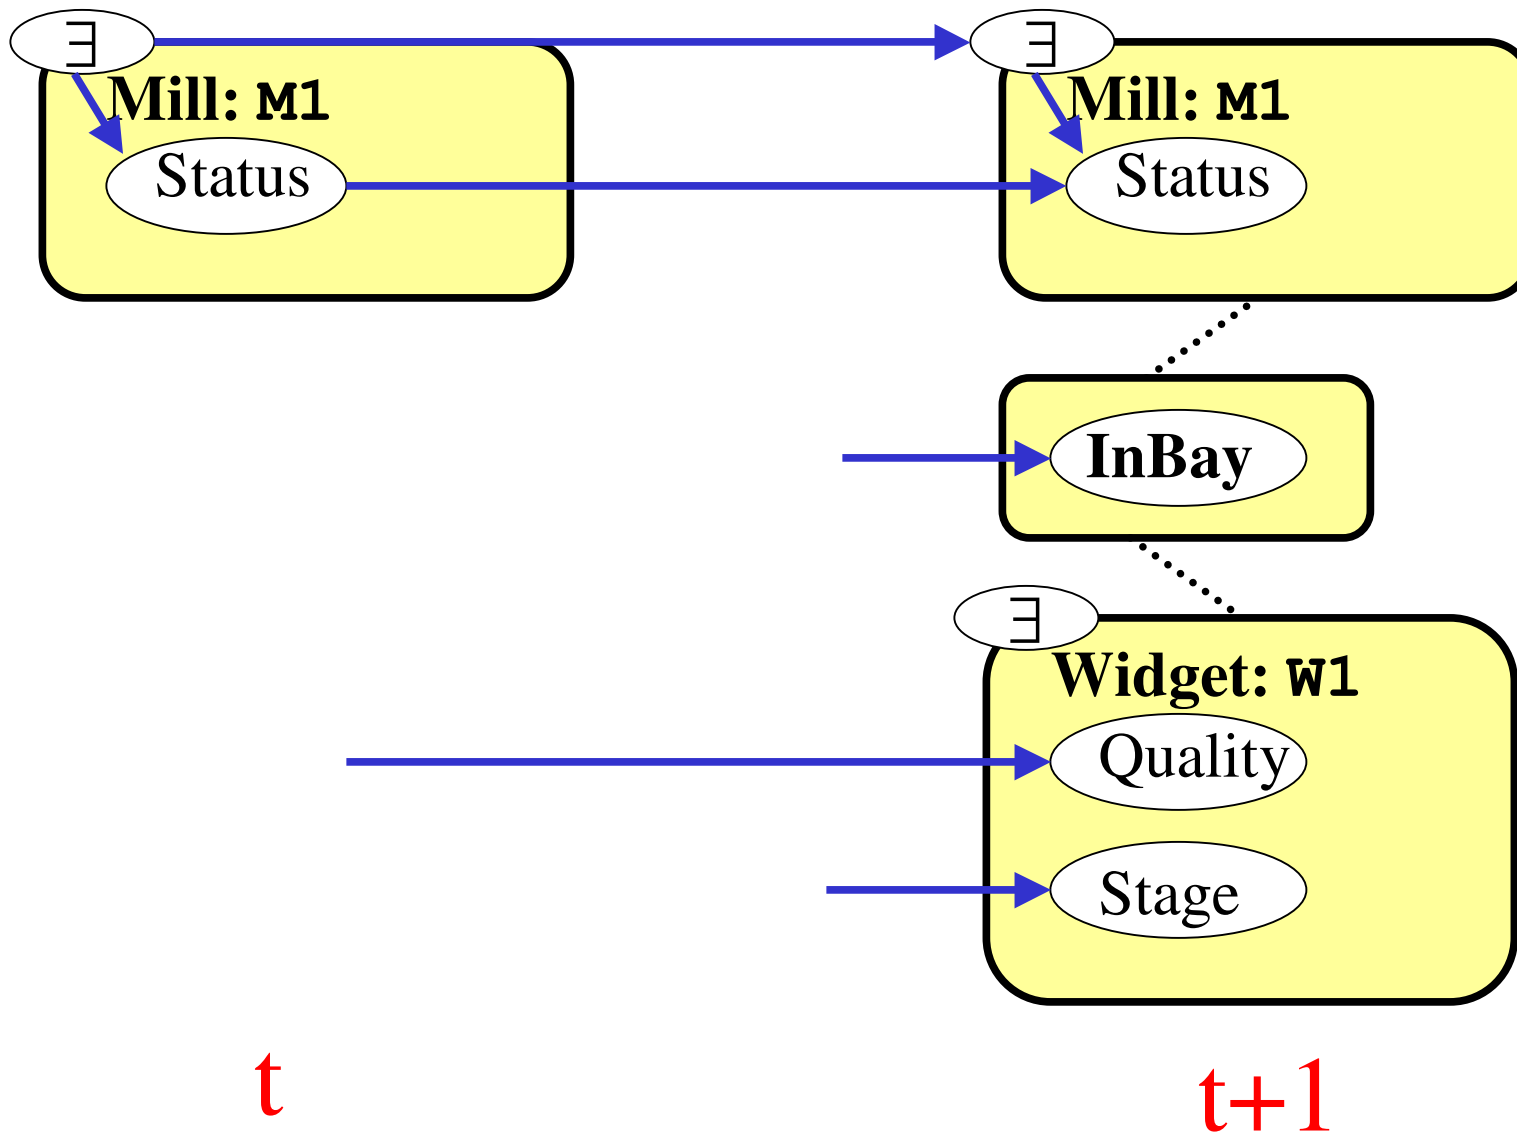 ∃
Mill: M1
Status
∃
Mill: M1
Status
InBay
∃
Widget: W1
Quality
Stage
t
t+1